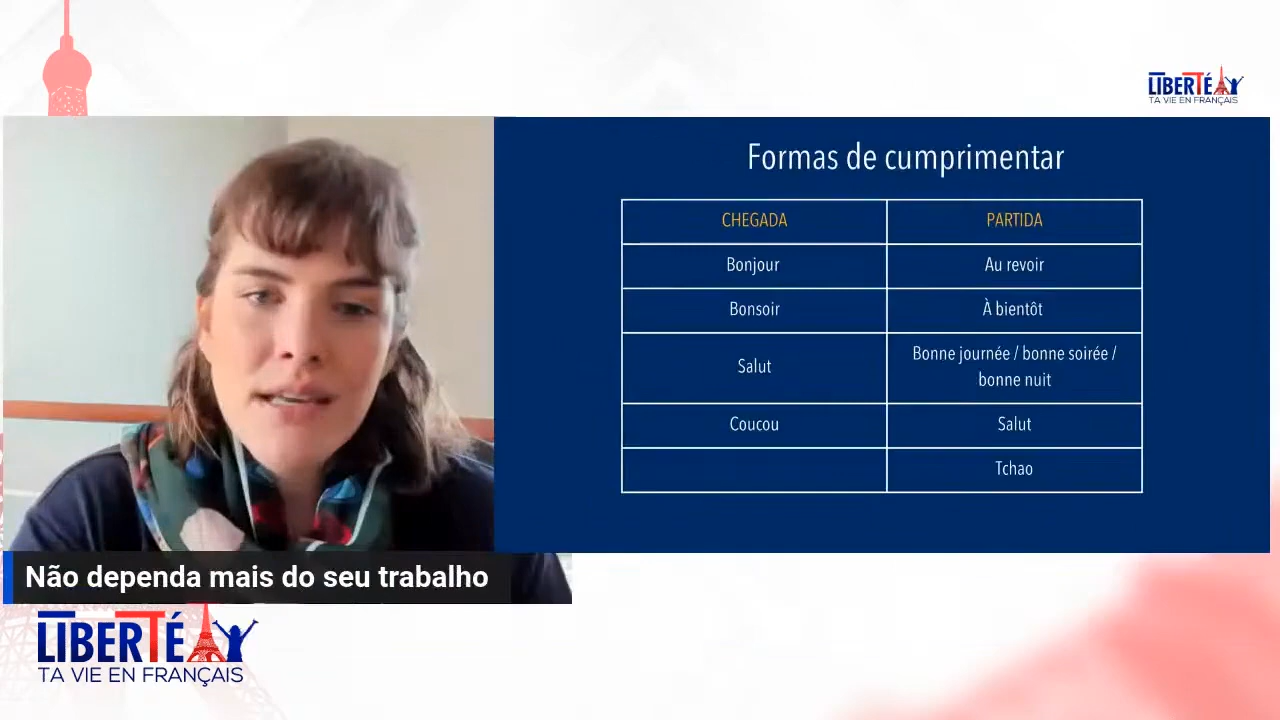 LIBERTÉ
TA VIE EN FRANÇAIS
Formas de cumprimentar
CHEGADA PARTIDA
Bonjour Au revoir
Bonsoir À bientôt
Salut Bonne journée / bonne soirée /
bonne nuit
Coucou Salut
Tchao
Não dependa mais do seu trabalho
LIBERTÉ
TA VIE EN FRANÇAIS